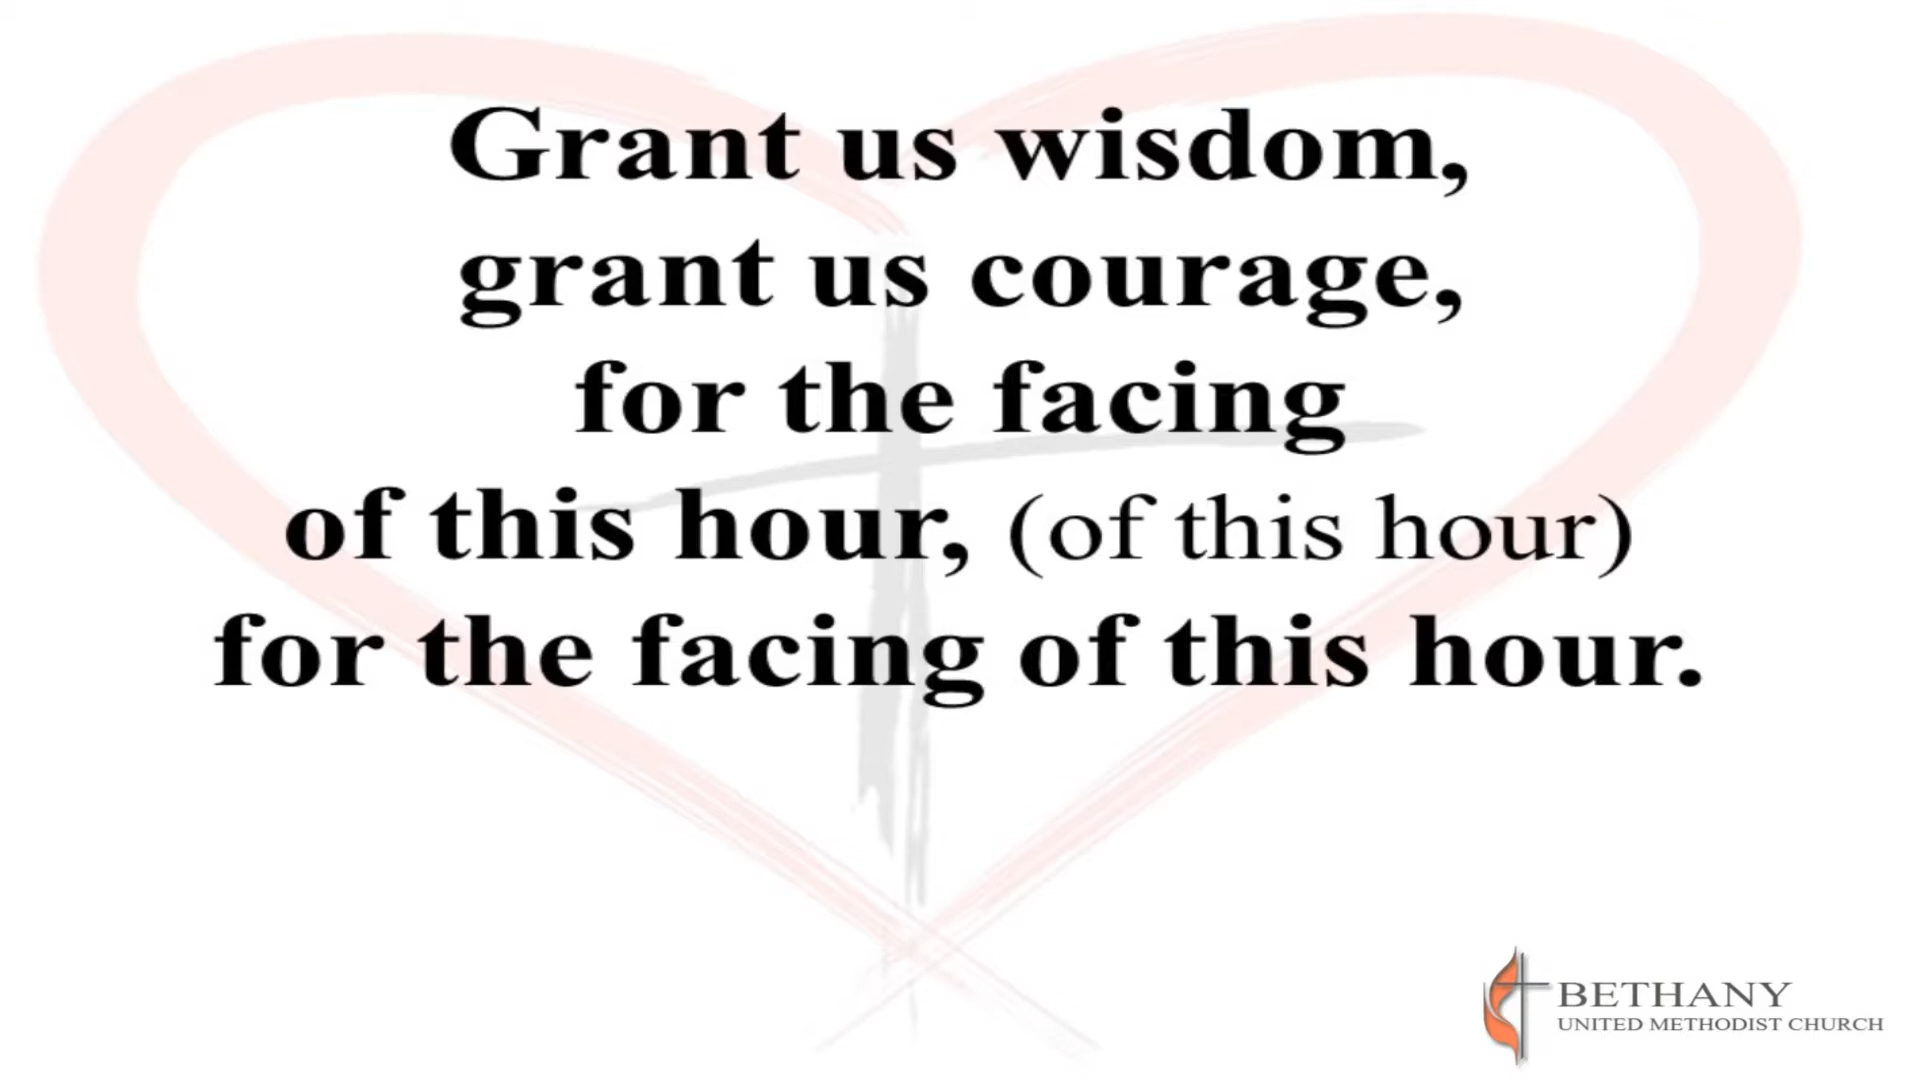 Grant us wisdom,
grant us courage,
for the facing
of this hour, (of this hour)
for the facing of this hour.
BETHANY
UNITED METHODIST CHURCH